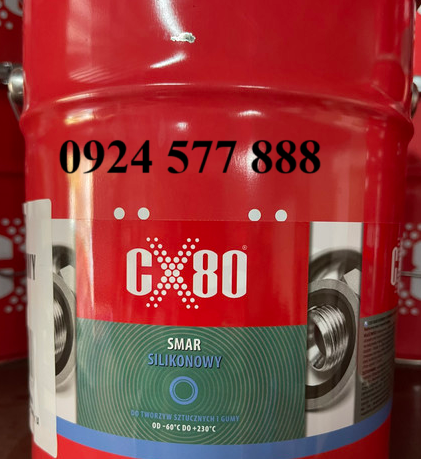 0924 577 888
CX80®
SMAR
SILIKONOWY
DO TWORZYW SZTUCZNYCH I GUMY
OD -60°C DO +230°C